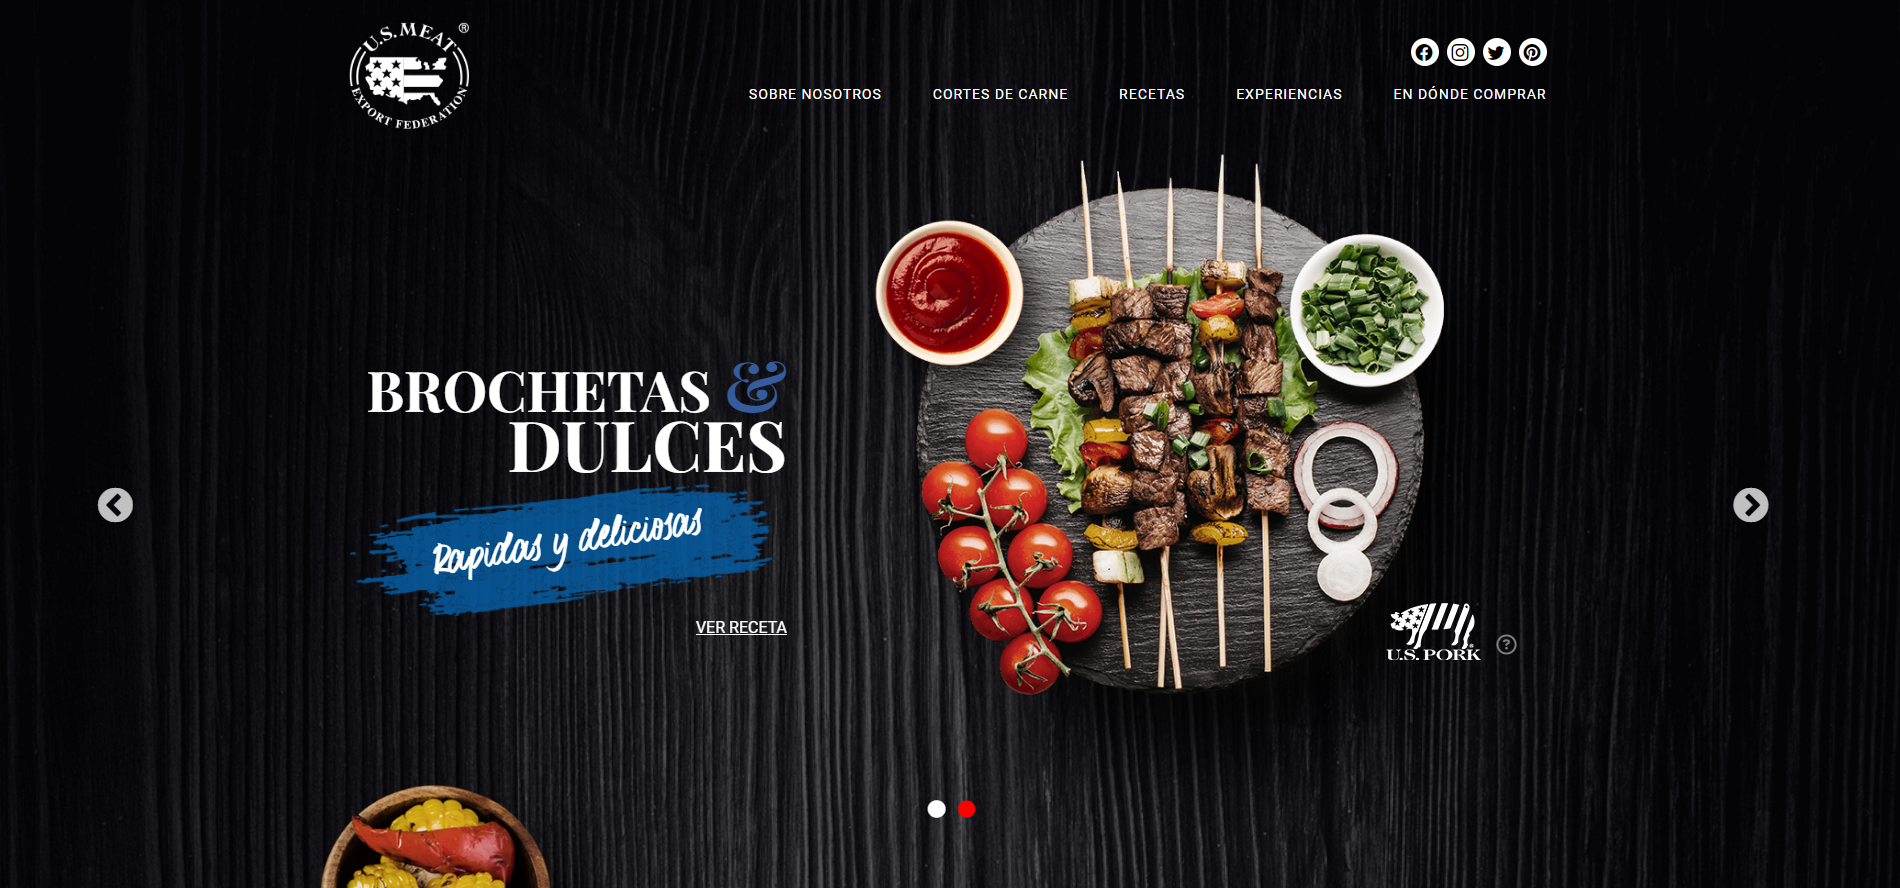 U.S. MEAT ®
EXPORT FEDERATION
SOBRE NOSOTROS
CORTES DE CARNE
RECETAS
EXPERIENCIAS
EN DÓNDE COMPRAR
BROCHETAS &
DULCES
Rapidas y deliciosas
VER RECETA
U.S. PORK
?